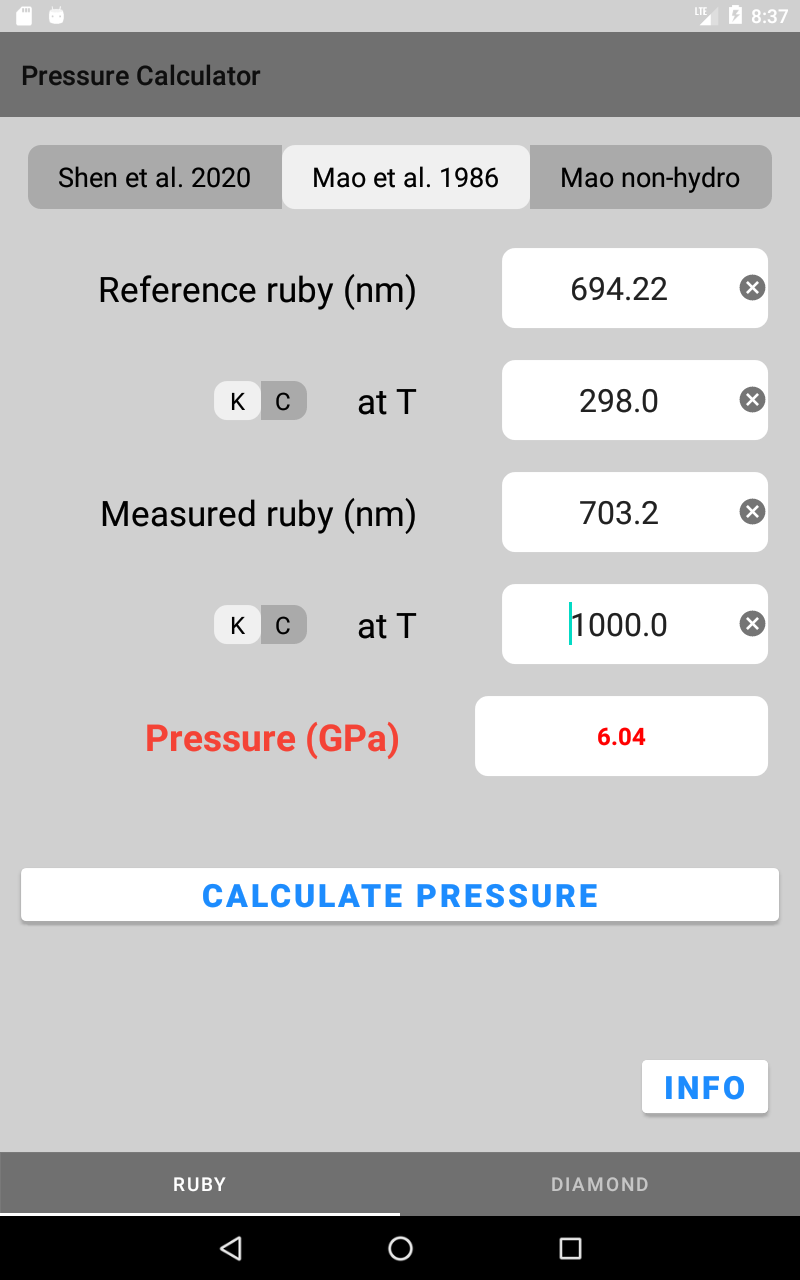 LTE 8:37
Pressure Calculator
Shen et al. 2020 Mao et al. 1986 Mao non-hydro
Reference ruby (nm) 694.22
K C at T 298.0
Measured ruby (nm) 703.2
K C at T 1000.0
Pressure (GPa) 6.04
CALCULATE PRESSURE
INFO
RUBY DIAMOND